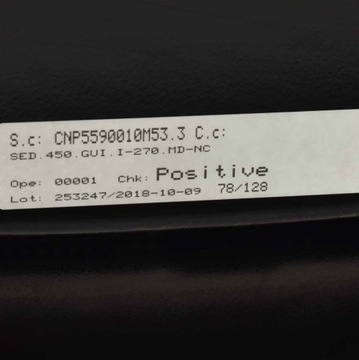 S.c: CNP5590010M53.3 C.c:
SED.450.GUI.I-270.MD-NC
Ope: 00001 Chk: Positive
Lot: 253247/2018-10-09 78/128